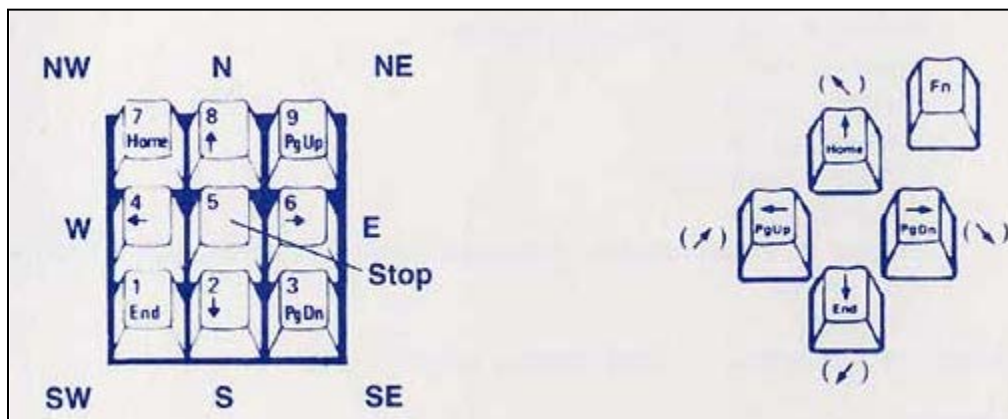 NW N NE
7 8 9
Home ↑ PgUp
W 4 5 6 E
← →
Stop
1 2 3
End ↓ PgDn
SW S SE
(↖) Fn
↑
Home
(↗) ← → (↘)
PgUp PgDn
↓
End
(↙)